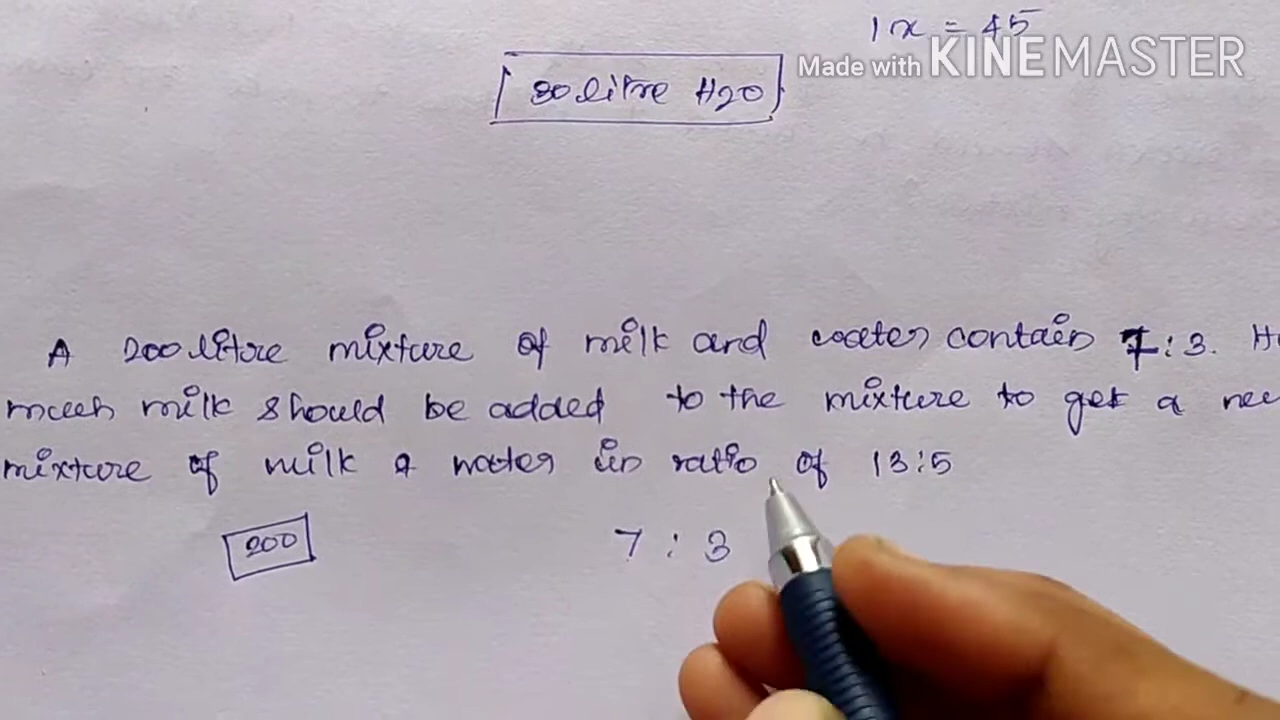 1x = 45
Made with KINEMASTER
30 litre H2O
A 200 litre mixture of milk and water contain 7:3. H
much milk should be added to the mixture to get a new
mixture of milk & water in ratio of 13:5
200
7 : 3